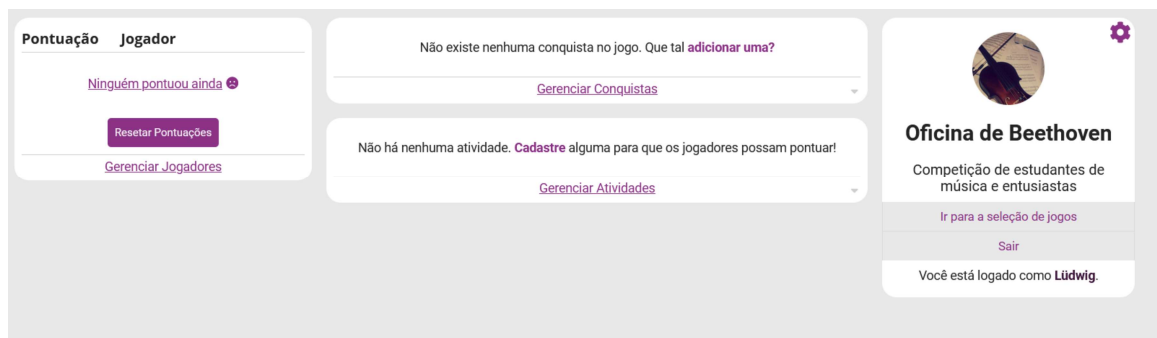 Pontuação Jogador
Ninguém pontuou ainda
Resetar Pontuações
Gerenciar Jogadores
Não existe nenhuma conquista no jogo. Que tal adicionar uma?
Gerenciar Conquistas
Não há nenhuma atividade. Cadastre alguma para que os jogadores possam pontuar!
Gerenciar Atividades
Oficina de Beethoven
Competição de estudantes de
música e entusiastas
Ir para a seleção de jogos
Sair
Você está logado como Lüdwig.